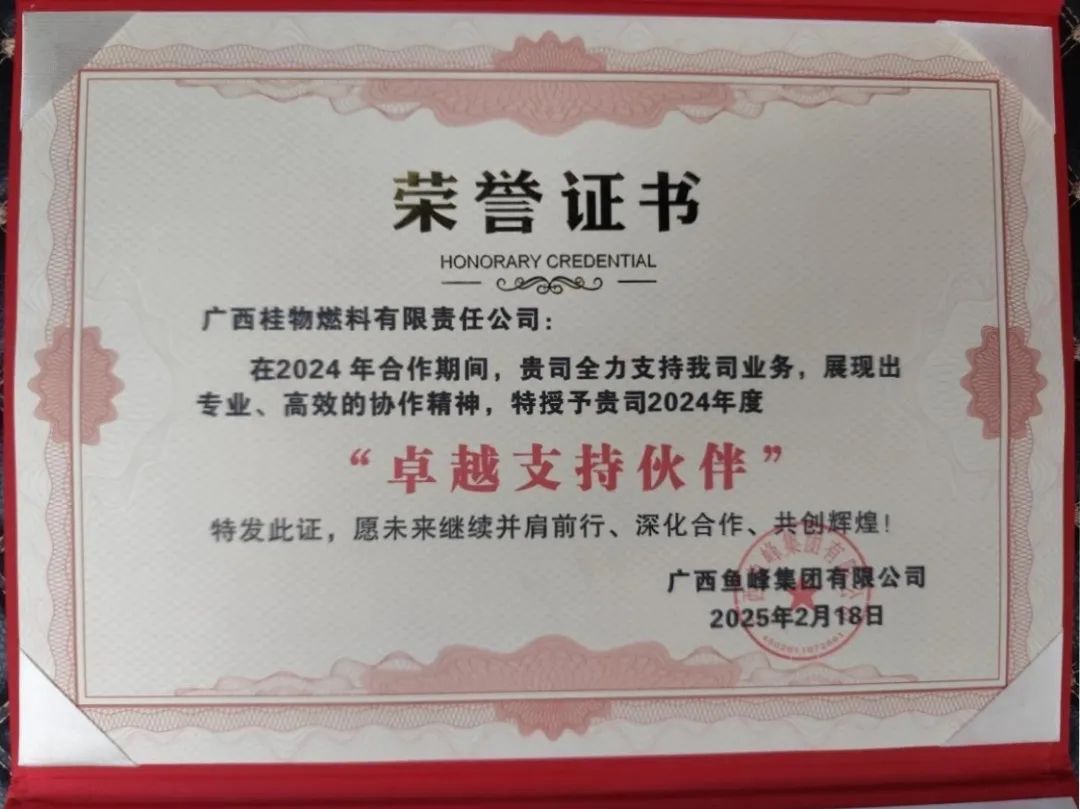 荣誉证书
HONORARY CREDENTIAL
广西桂物燃料有限责任公司：
在2024年合作期间，贵司全力支持我司业务，展现出
专业、高效的协作精神，特授予贵司2024年度
“卓越支持伙伴”
特发此证，愿未来继续并肩前行、深化合作、共创辉煌！
广西鱼峰集团有限公司
2025年2月18日